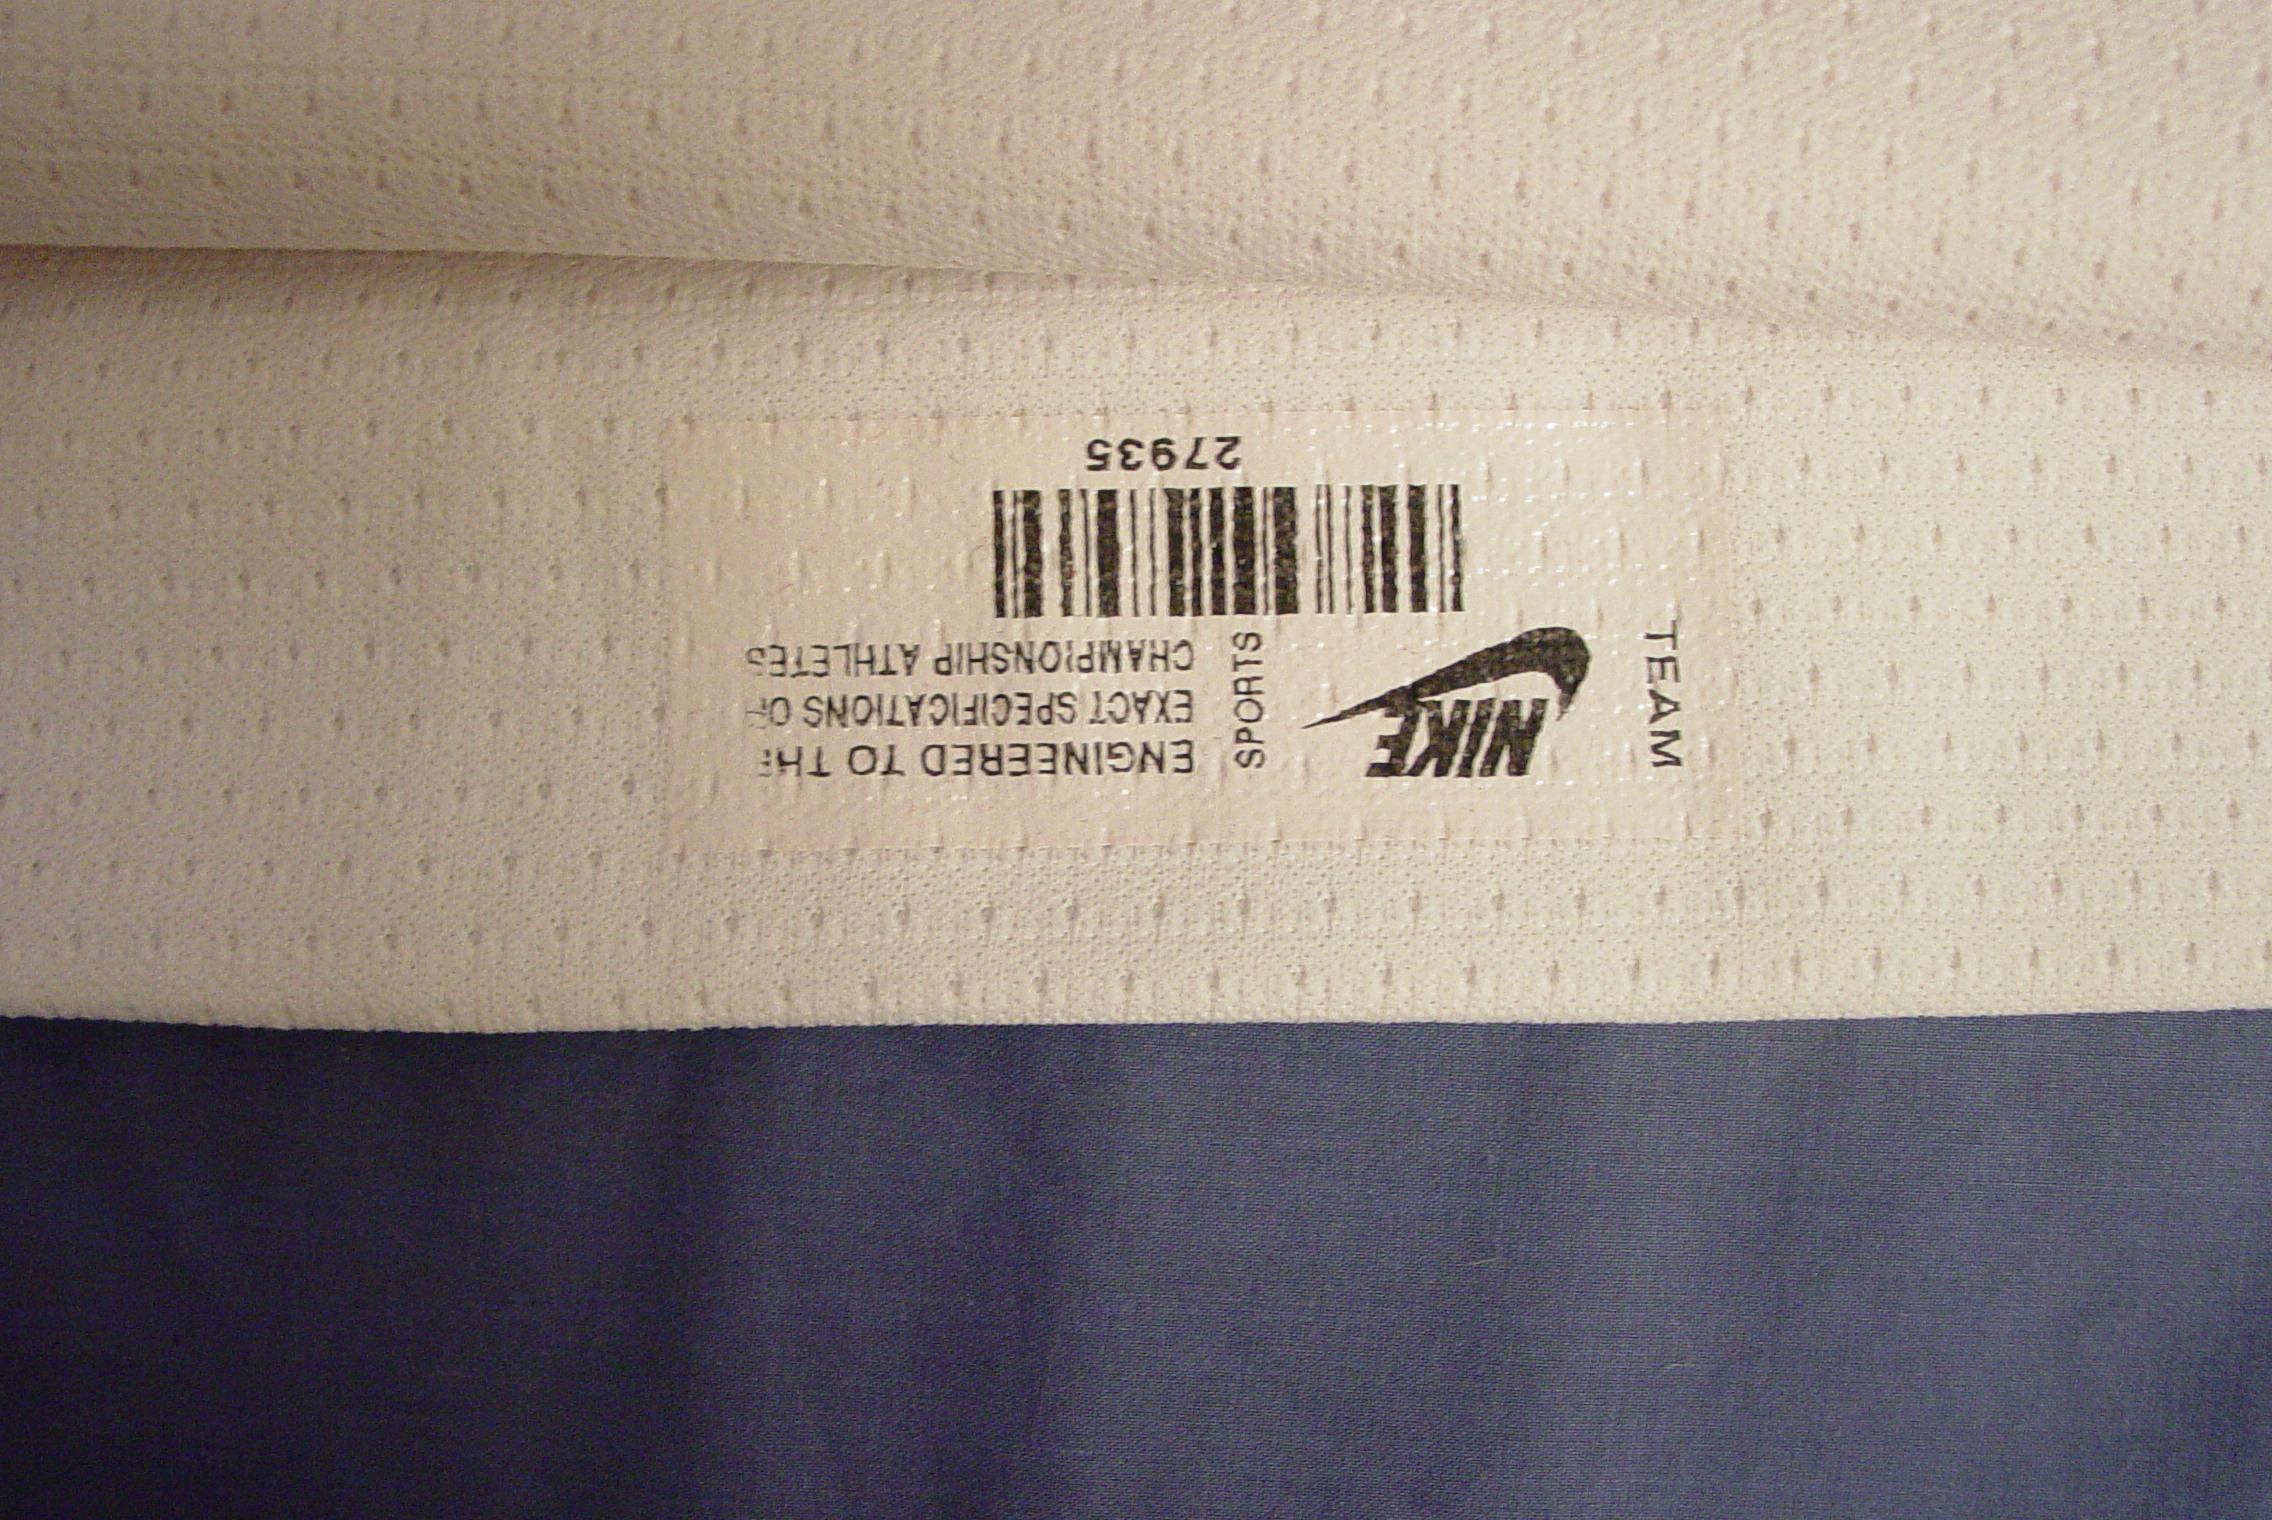 TEAM
NIKE
SPORTS
ENGINEERED TO THE
EXACT SPECIFICATIONS OF
CHAMPIONSHIP ATHLETES
27935